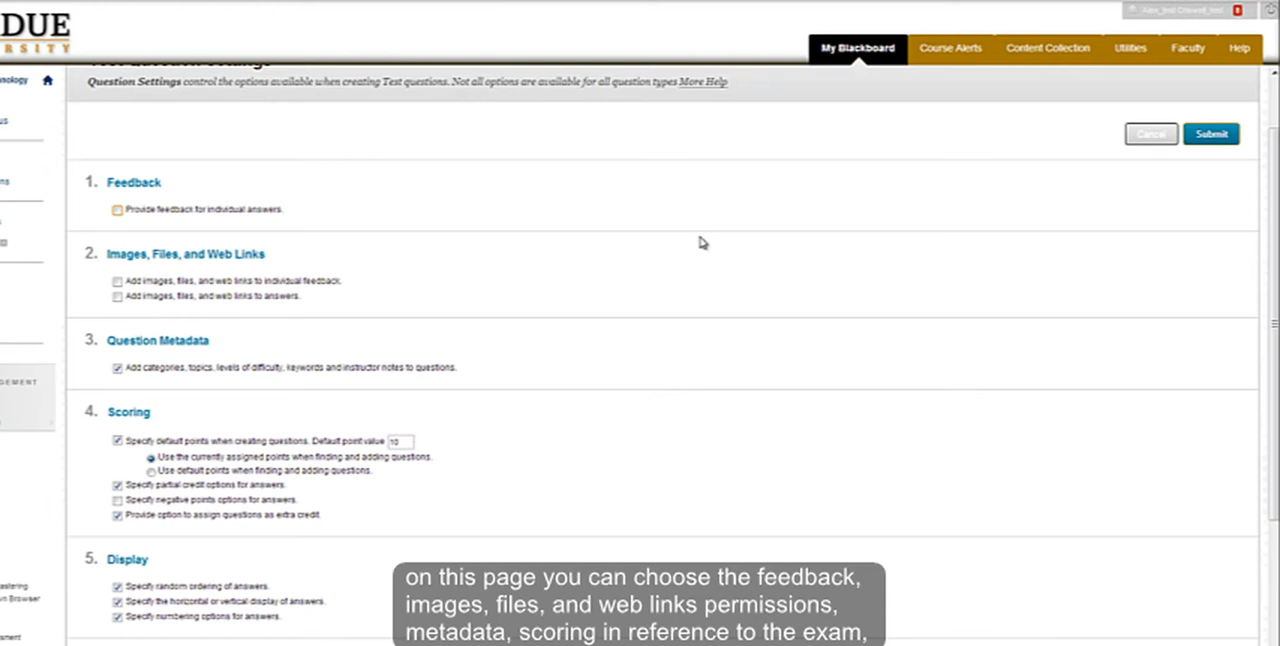 DUE
RSITY
My Blackboard
Course Alerts
Content Collection
Utilities
Faculty
Help
Question Settings control the options available when creating Test questions. Not all options are available for all question types More Help
Cancel
Submit
1. Feedback
Provide feedback for individual answers.
2. Images, Files, and Web Links
Add images, files, and web links to individual feedback.
Add images, files, and web links to answers.
3. Question Metadata
Add categories, topics, levels of difficulty, keywords and instructor notes to questions.
4. Scoring
Specify default points when creating questions. Default point value 10
Use the currently assigned points when finding and adding questions.
Use default points when finding and adding questions.
Specify partial credit options for answers.
Specify negative points options for answers.
Provide option to assign questions as extra credit
5. Display
Specify random ordering of answers.
Specify the horizontal or vertical display of answers.
Specify numbering options for answers.
on this page you can choose the feedback,
images, files, and web links permissions,
metadata, scoring in reference to the exam,